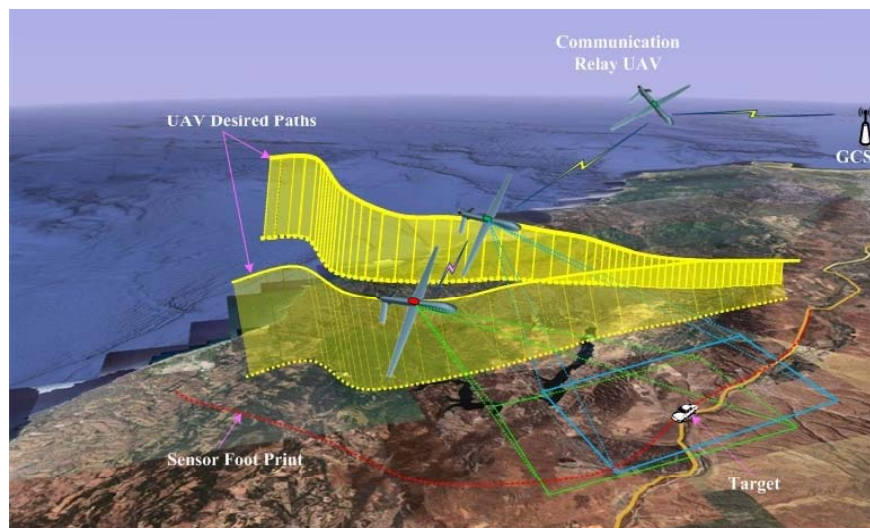 Communication
Relay UAV
UAV Desired Paths
GCS
Sensor Foot Print
Target